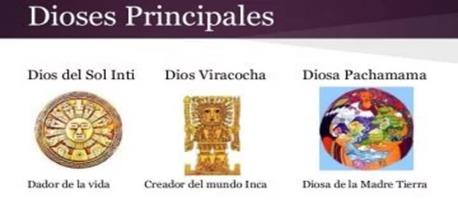 Dioses Principales
Dios del Sol Inti
Dios Viracocha
Diosa Pachamama
Dador de la vida
Creador del mundo Inca
Diosa de la Madre Tierra